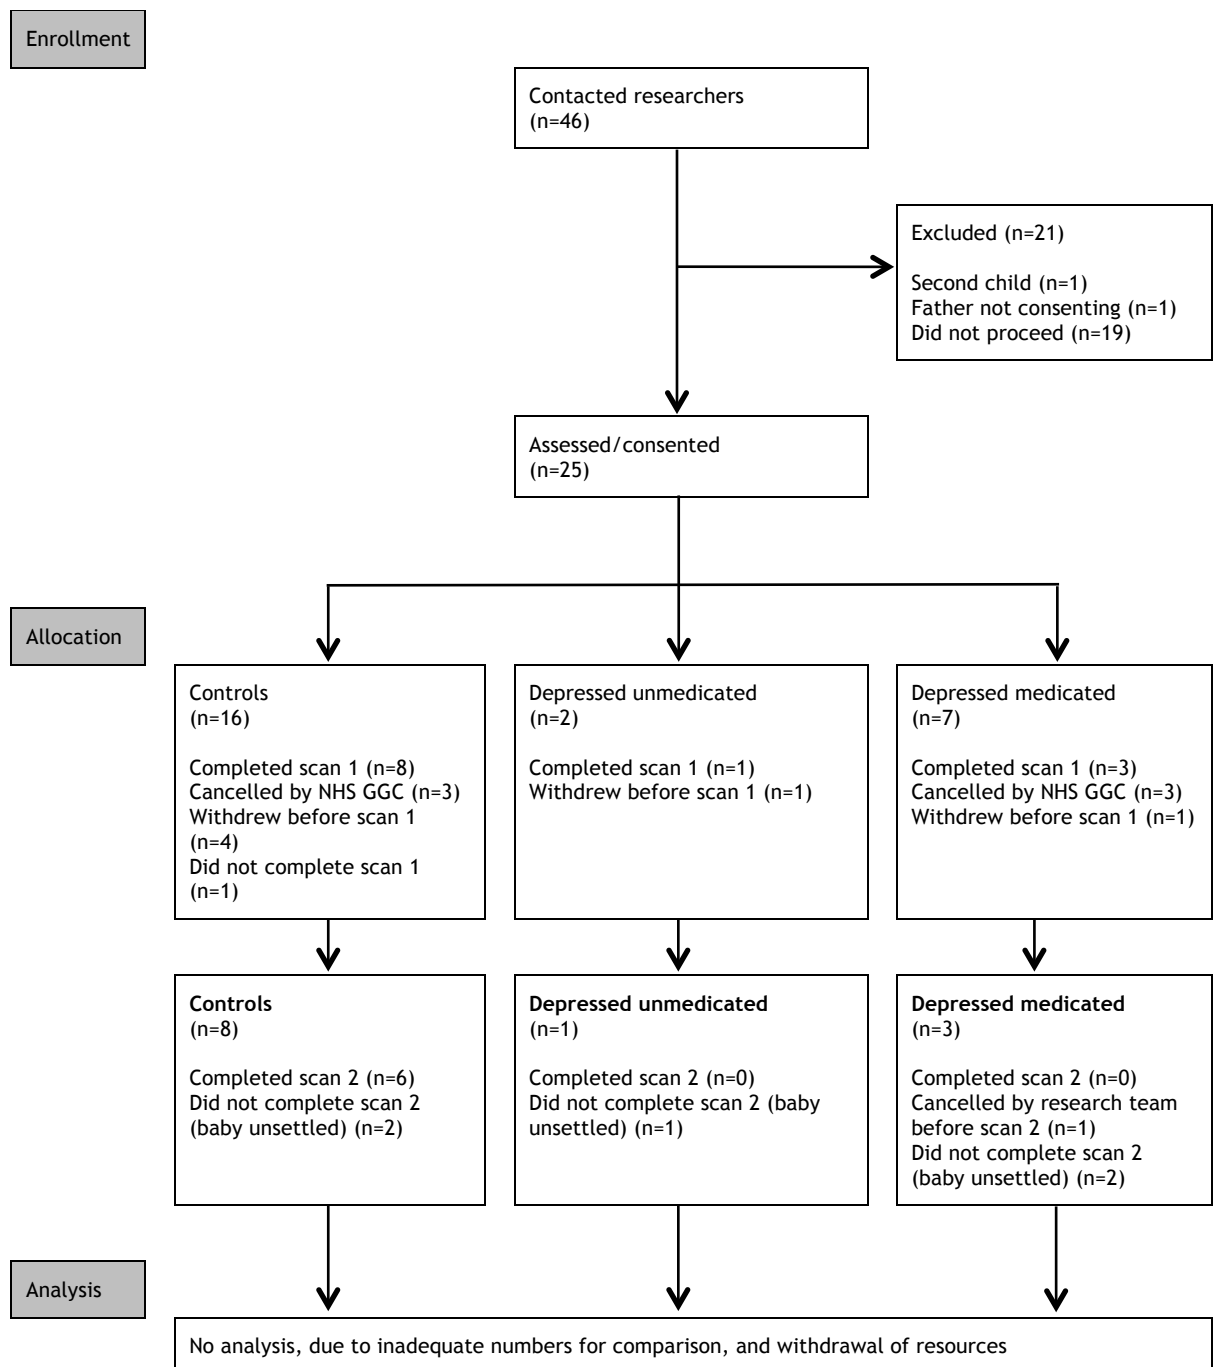 Enrollment
Contacted researchers
(n=46)
Excluded (n=21)
Second child (n=1)
Father not consenting (n=1)
Did not proceed (n=19)
Assessed/consented
(n=25)
Allocation
Controls
(n=16)
Completed scan 1 (n=8)
Cancelled by NHS GGC (n=3)
Withdrew before scan 1
(n=4)
Did not complete scan 1
(n=1)
Depressed unmedicated
(n=2)
Completed scan 1 (n=1)
Withdrew before scan 1 (n=1)
Depressed medicated
(n=7)
Completed scan 1 (n=3)
Cancelled by NHS GGC (n=3)
Withdrew before scan 1 (n=1)
Controls
(n=8)
Completed scan 2 (n=6)
Did not complete scan 2
(baby unsettled) (n=2)
Depressed unmedicated
(n=1)
Completed scan 2 (n=0)
Did not complete scan 2 (baby
unsettled) (n=1)
Depressed medicated
(n=3)
Completed scan 2 (n=0)
Cancelled by research team
before scan 2 (n=1)
Did not complete scan 2
(baby unsettled) (n=2)
Analysis
No analysis, due to inadequate numbers for comparison, and withdrawal of resources